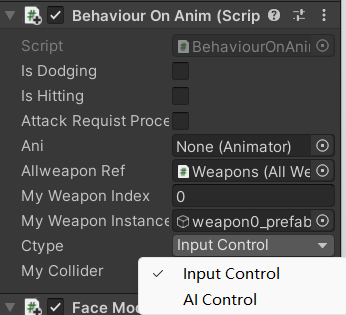 Behaviour On Anim (Scrip
Script
BehaviourOnAnin
Is Dodging
Is Hitting
Attack Requist Proce
Ani
None (Animator)
Allweapon Ref
Weapons (All We
My Weapon Index
0
My Weapon Instance
weapon0_prefab
Ctype
Input Control
My Collider
Input Control
AI Control
Face Mod